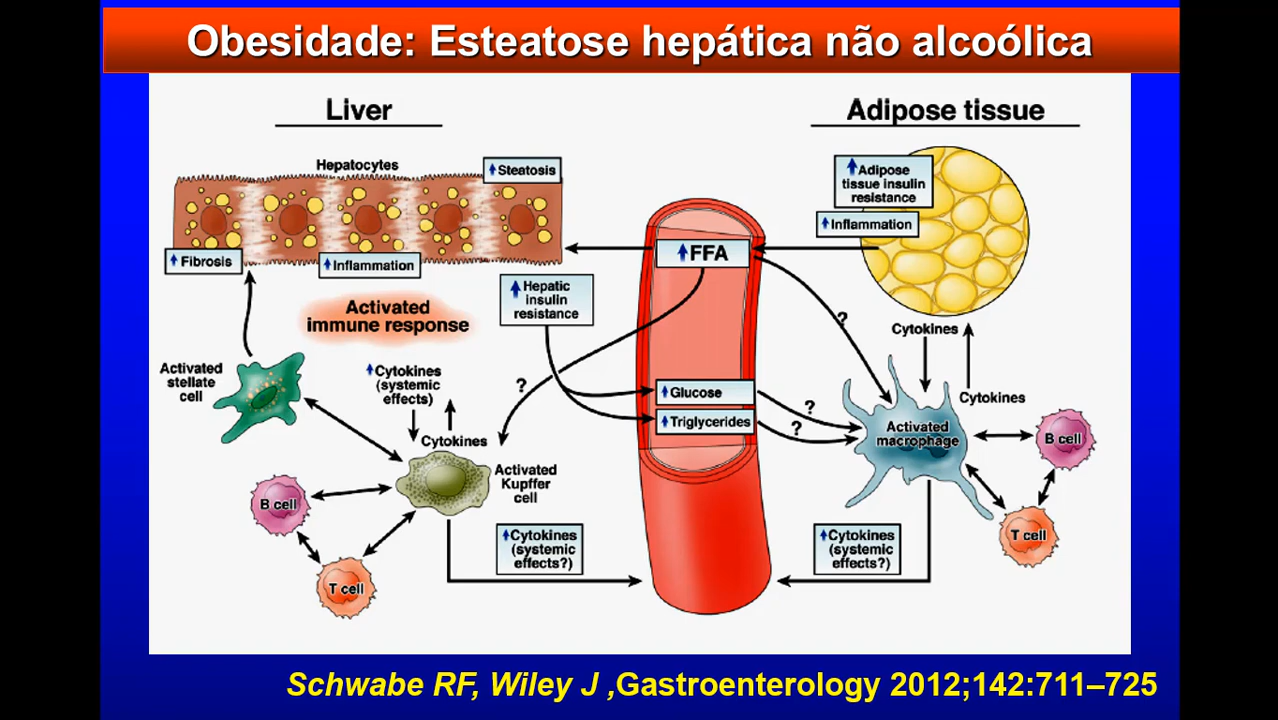 Obesidade: Esteatose hepática não alcoólica
Liver
Adipose tissue
Hepatocytes
Steatosis
Adipose
tissue insulin
resistance
Inflammation
Fibrosis
Inflammation
FFA
Hepatic
insulin
resistance
Activated
immune response
?
Cytokines
Cytokines
Activated
stellate
cell
Cytokines
(systemic
effects)
?
Glucose
?
Triglycerides
?
Activated
macrophage
B cell
Cytokines
Activated
Kupffer
cell
B cell
T cell
Cytokines
(systemic
effects?)
Cytokines
(systemic
effects?)
T cell
Schwabe RF, Wiley J ,Gastroenterology 2012;142:711–725